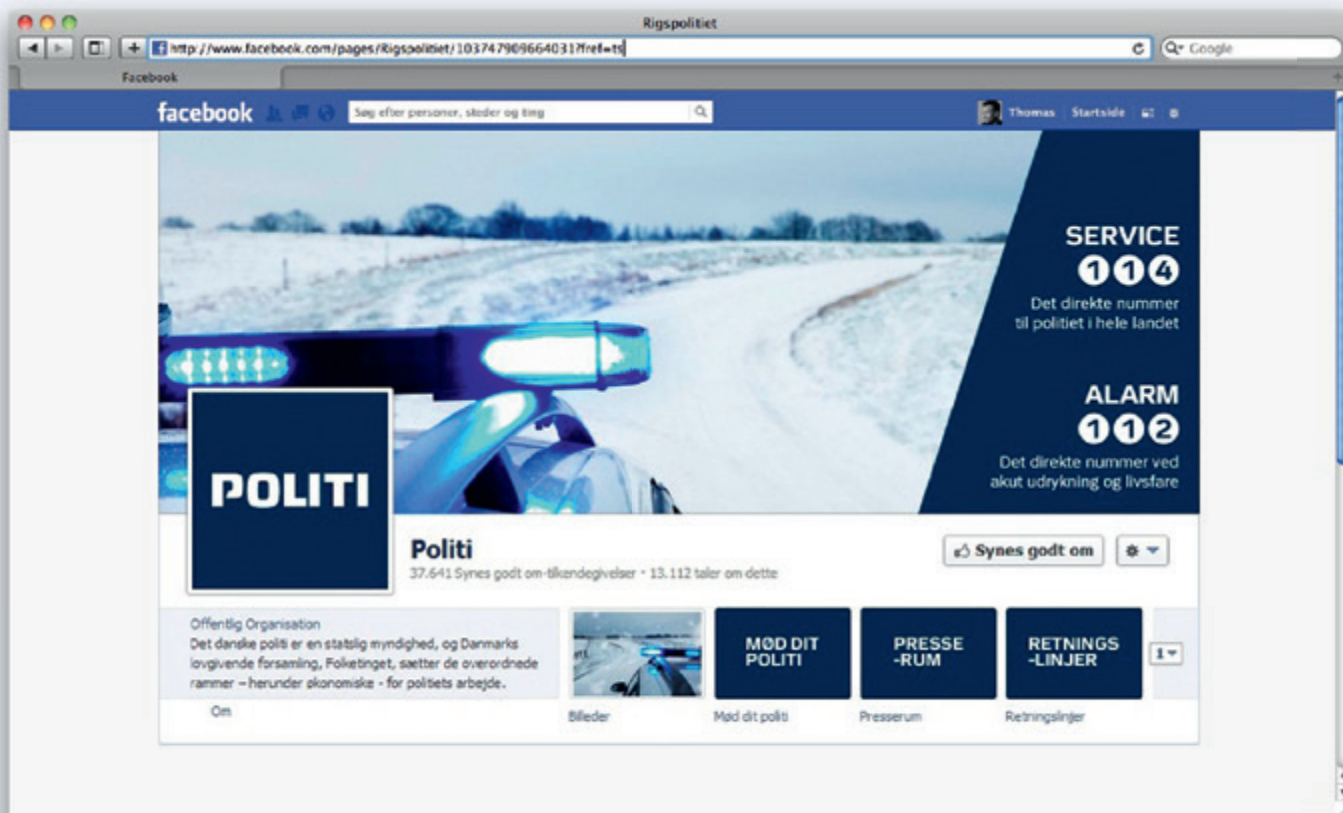 Rigspolitiet
http://www.facebook.com/pages/Rigspolitiet/103747909664031?fref=ts
Google
Facebook
facebook
Søg efter personer, steder og ting
Thomas Startside
SERVICE
114
Det direkte nummer
til politiet i hele landet
ALARM
112
Det direkte nummer ved
akut udrykning og livsfare
POLITI
Politi
37.641 Synes godt om-tilkendegivelser · 13.112 taler om dette
Synes godt om
Offentlig Organisation
Det danske politi er en statslig myndighed, og Danmarks
lovgivende forsamling, Folketinget, sætter de overordnede
rammer – herunder økonomiske - for politiets arbejde.
Om
MØD DIT
POLITI
PRESSE
-RUM
RETNINGS
-LINJER
1
Billeder
Mød dit politi
Presserum
Retningslinjer